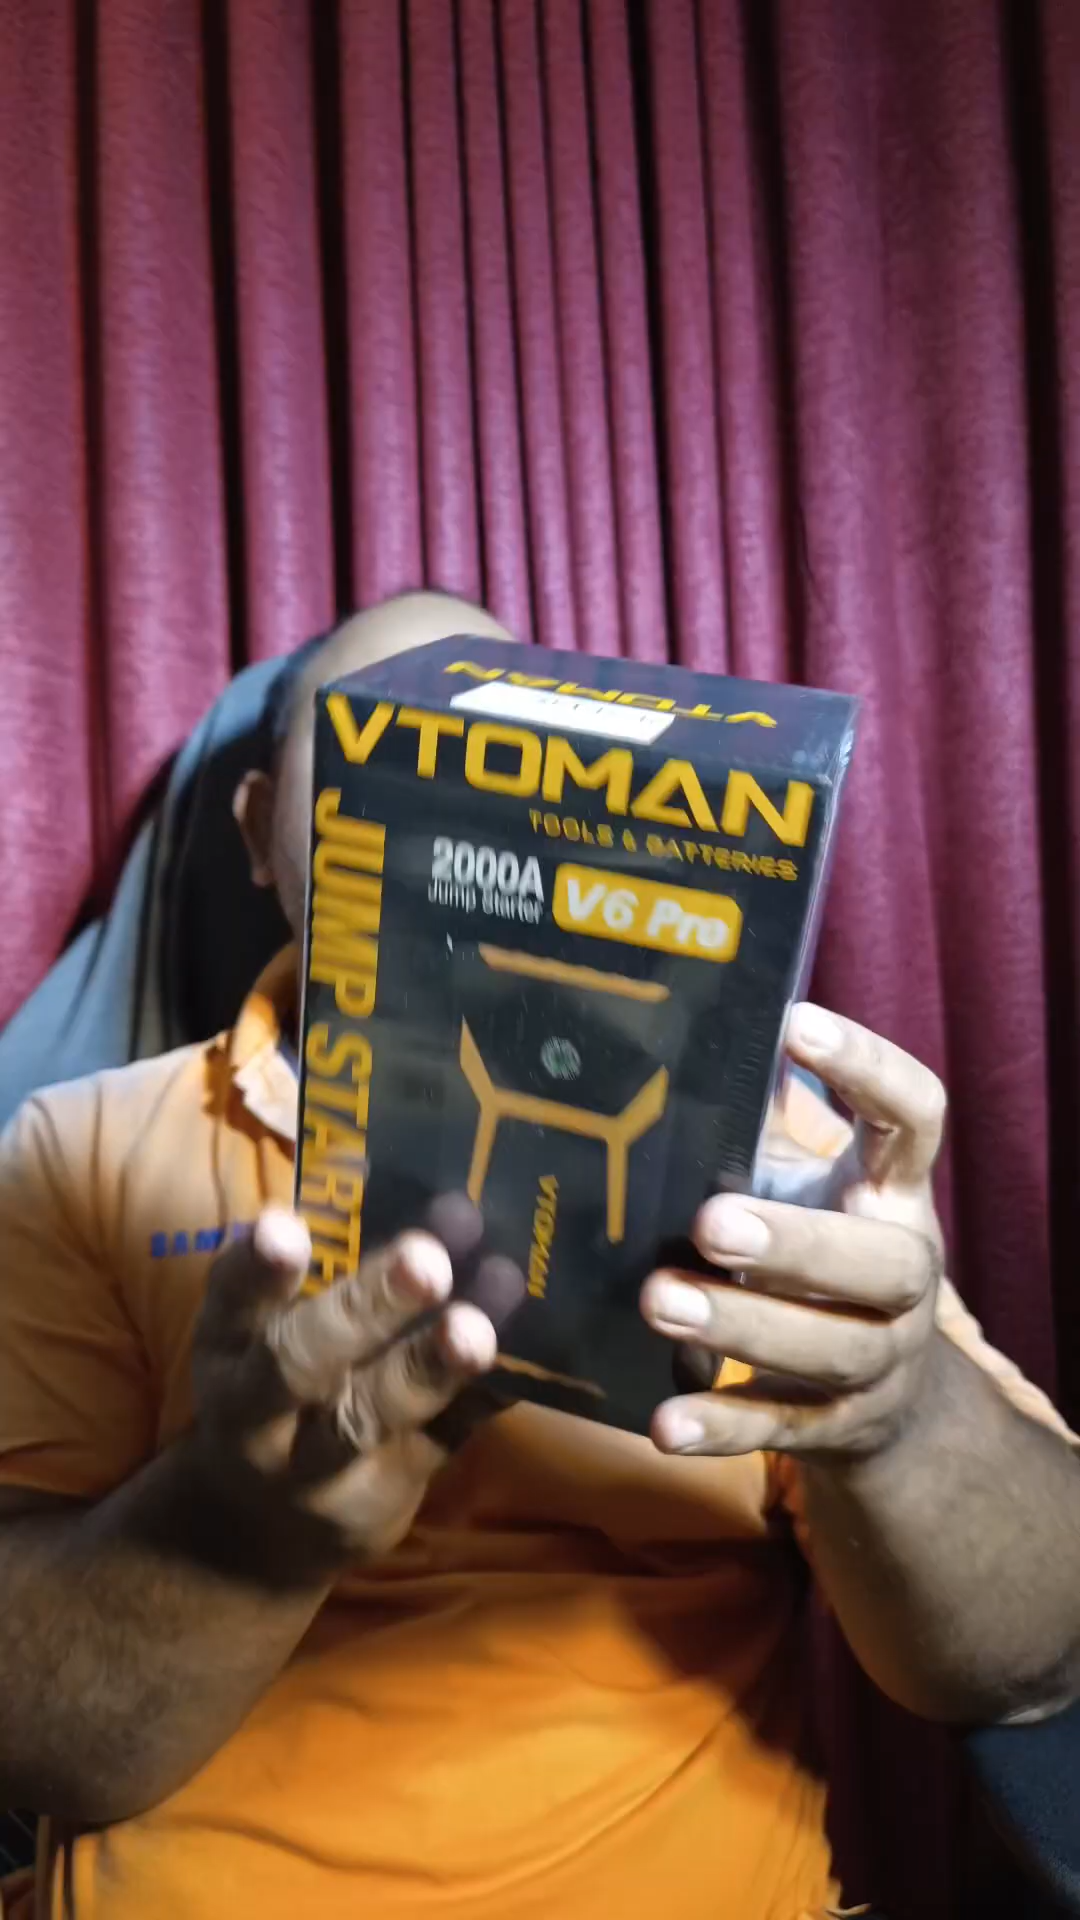 VTOMAN
VTOMAN
TOOLS & BATTERIES
2000A
Jump Starter
V6 Pro
JUMP STARTER
VTOMAN